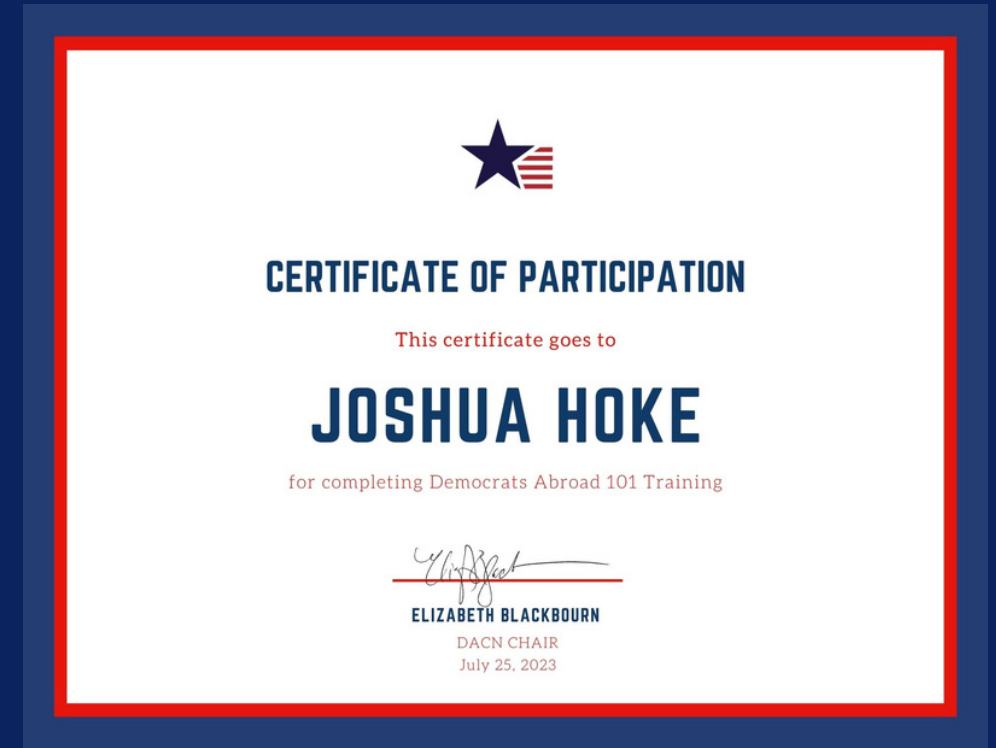 CERTIFICATE OF PARTICIPATION
This certificate goes to
JOSHUA HOKE
for completing Democrats Abroad 101 Training
ELIZABETH BLACKBOURN
DACN CHAIR
July 25, 2023